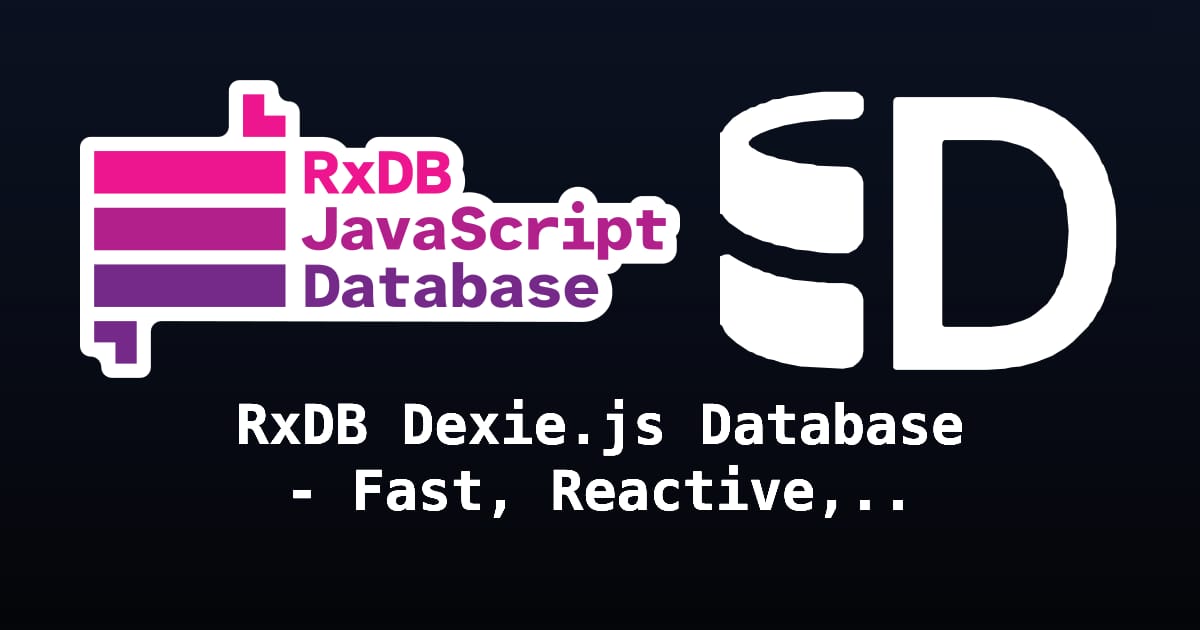 RxDB
JavaScript
Database
D
RxDB Dexie.js Database
- Fast, Reactive,..